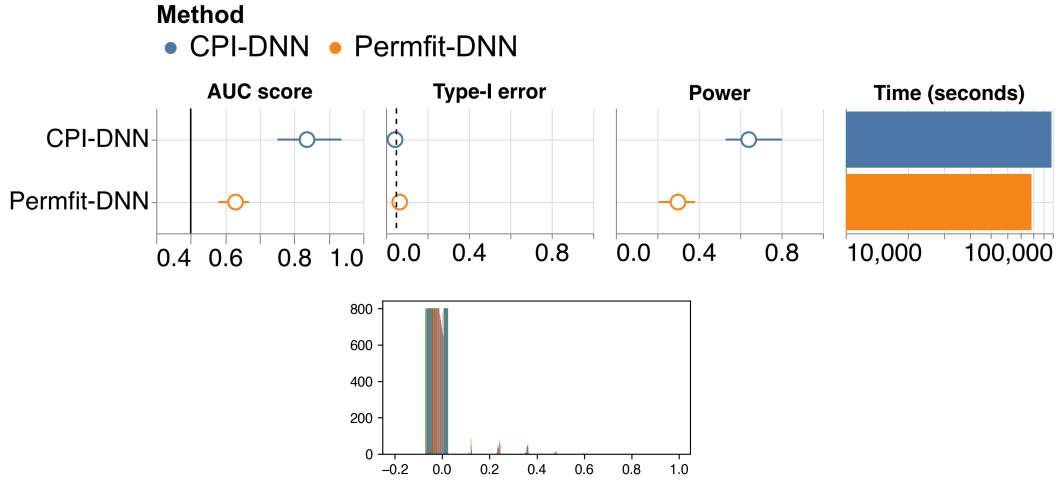 Method
CPI-DNN Permfit-DNN
AUC score Type-I error Power Time (seconds)
CPI-DNN
Permfit-DNN
0.4 0.6 0.8 1.0 0.0 0.4 0.8 0.0 0.4 0.8 10,000 100,000
800
600
400
200
0
−0.2 0.0 0.2 0.4 0.6 0.8 1.0